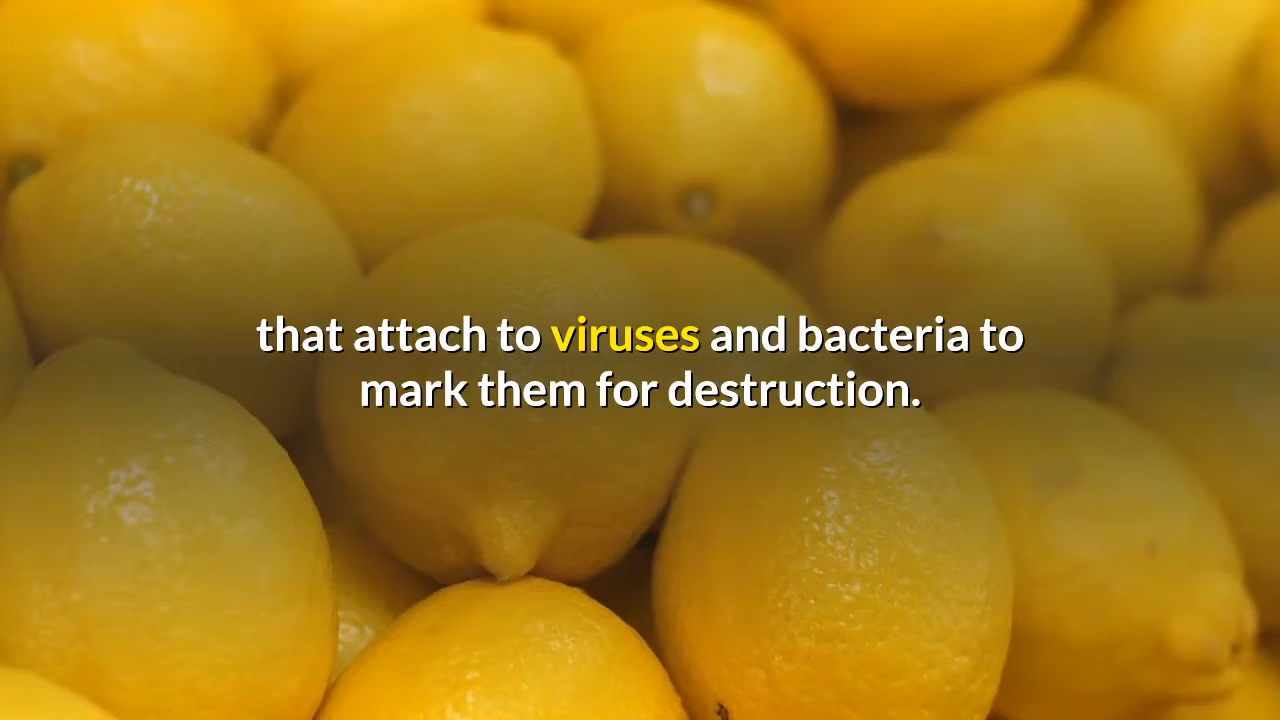 that attach to viruses and bacteria to
mark them for destruction.